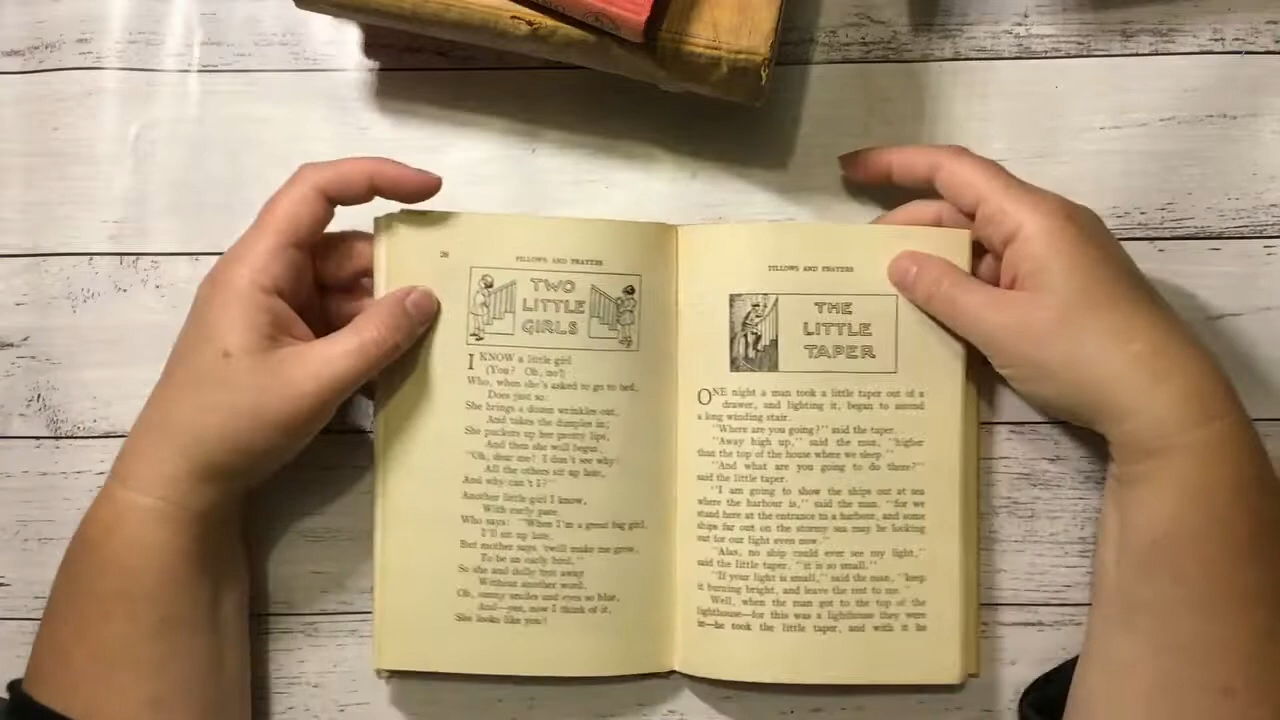 28
PILLOWS AND PRAYERS
TWO
LITTLE
GIRLS
I KNOW a little girl
(You? Oh, no!)
Who, when she's asked to go to bed,
Does just so:
She brings a dozen wrinkles out,
And takes the dimples in;
She puckers up her pretty lips,
And then she will begin,
"Oh, dear me! I don't see why
All the others sit up late,
And why can't I?"
Another little girl I know,
With curly pate,
Who says: "When I'm a great big girl,
I'll sit up late.
But mother says 'twill make me grow,
To be an early bird."
So she and dolly trot away
Without another word.
Oh, sunny smiles and eyes so blue,
And—yes, now I think of it,
She looks like you!
PILLOWS AND PRAYERS
THE
LITTLE
TAPER
ONE night a man took a little taper out of a
drawer, and lighting it, began to ascend
a long winding stair.
"Where are you going?" said the taper.
"Away high up," said the man, "higher
than the top of the house where we sleep."
"And what are you going to do there?"
said the little taper.
"I am going to show the ships out at sea
where the harbour is," said the man, "for we
stand here at the entrance to a harbour, and some
ships far out on the stormy sea may be looking
out for our light even now."
"Alas, no ship could ever see my light,"
said the little taper, "it is so small."
"If your light is small," said the man, "keep
it burning bright, and leave the rest to me."
Well, when the man got to the top of the
lighthouse—for this was a lighthouse they were
in—he took the little taper, and with it he